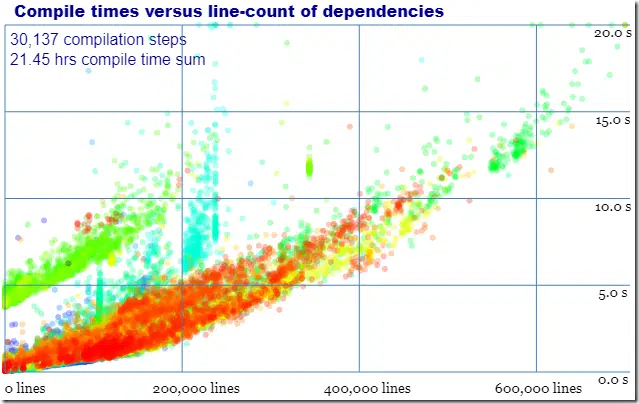 Compile times versus line-count of dependencies
30,137 compilation steps
21.45 hrs compile time sum
20.0 s
15.0 s
10.0 s
5.0 s
0.0 s
0 lines
200,000 lines
400,000 lines
600,000 lines